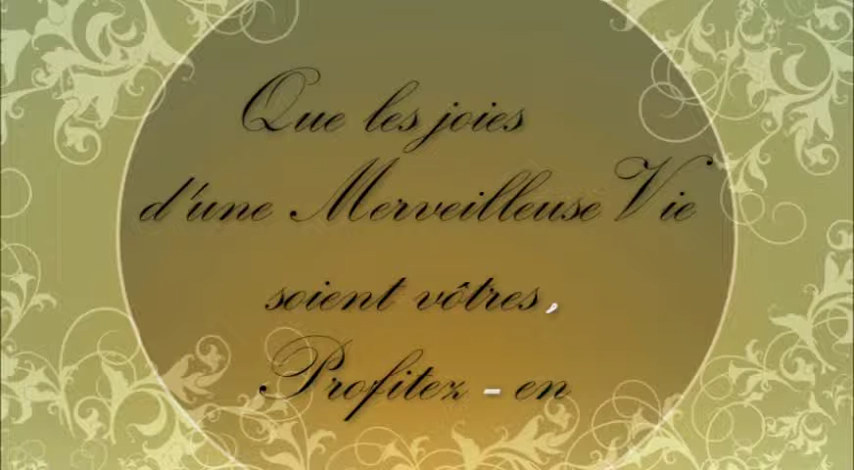 Que les joies
d'une Merveilleuse Vie
soient vôtres,
Profitez - en